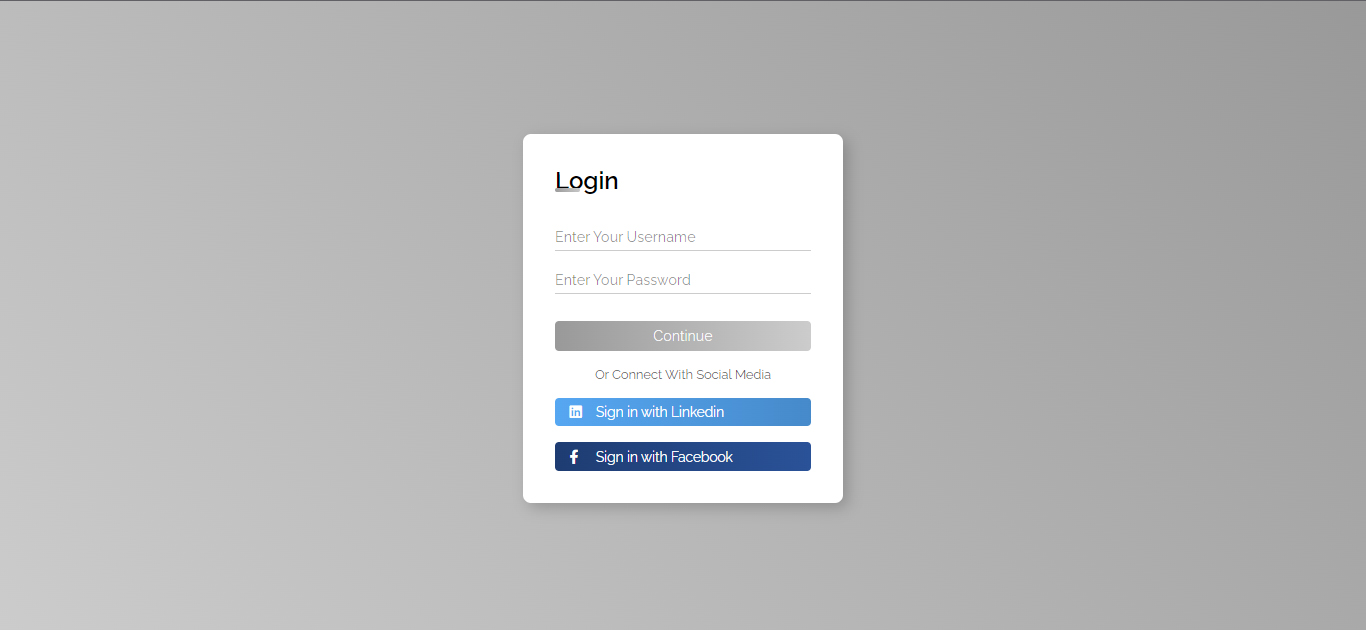 Login
Enter Your Username
Enter Your Password
Continue
Or Connect With Social Media
in Sign in with Linkedin
f Sign in with Facebook